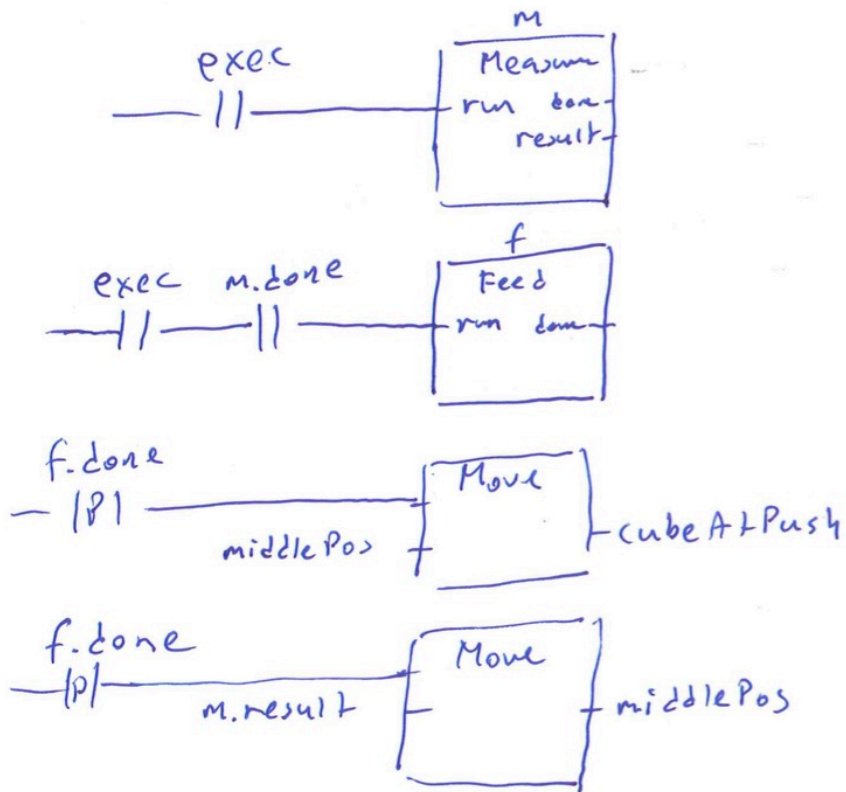 M
exec
Measure
run done
result
f
exec m.done
Feed
run done
f.done
|P|
Move
middlePos
cubeAtPush
f.done
|P|
Move
m.result
middlePos